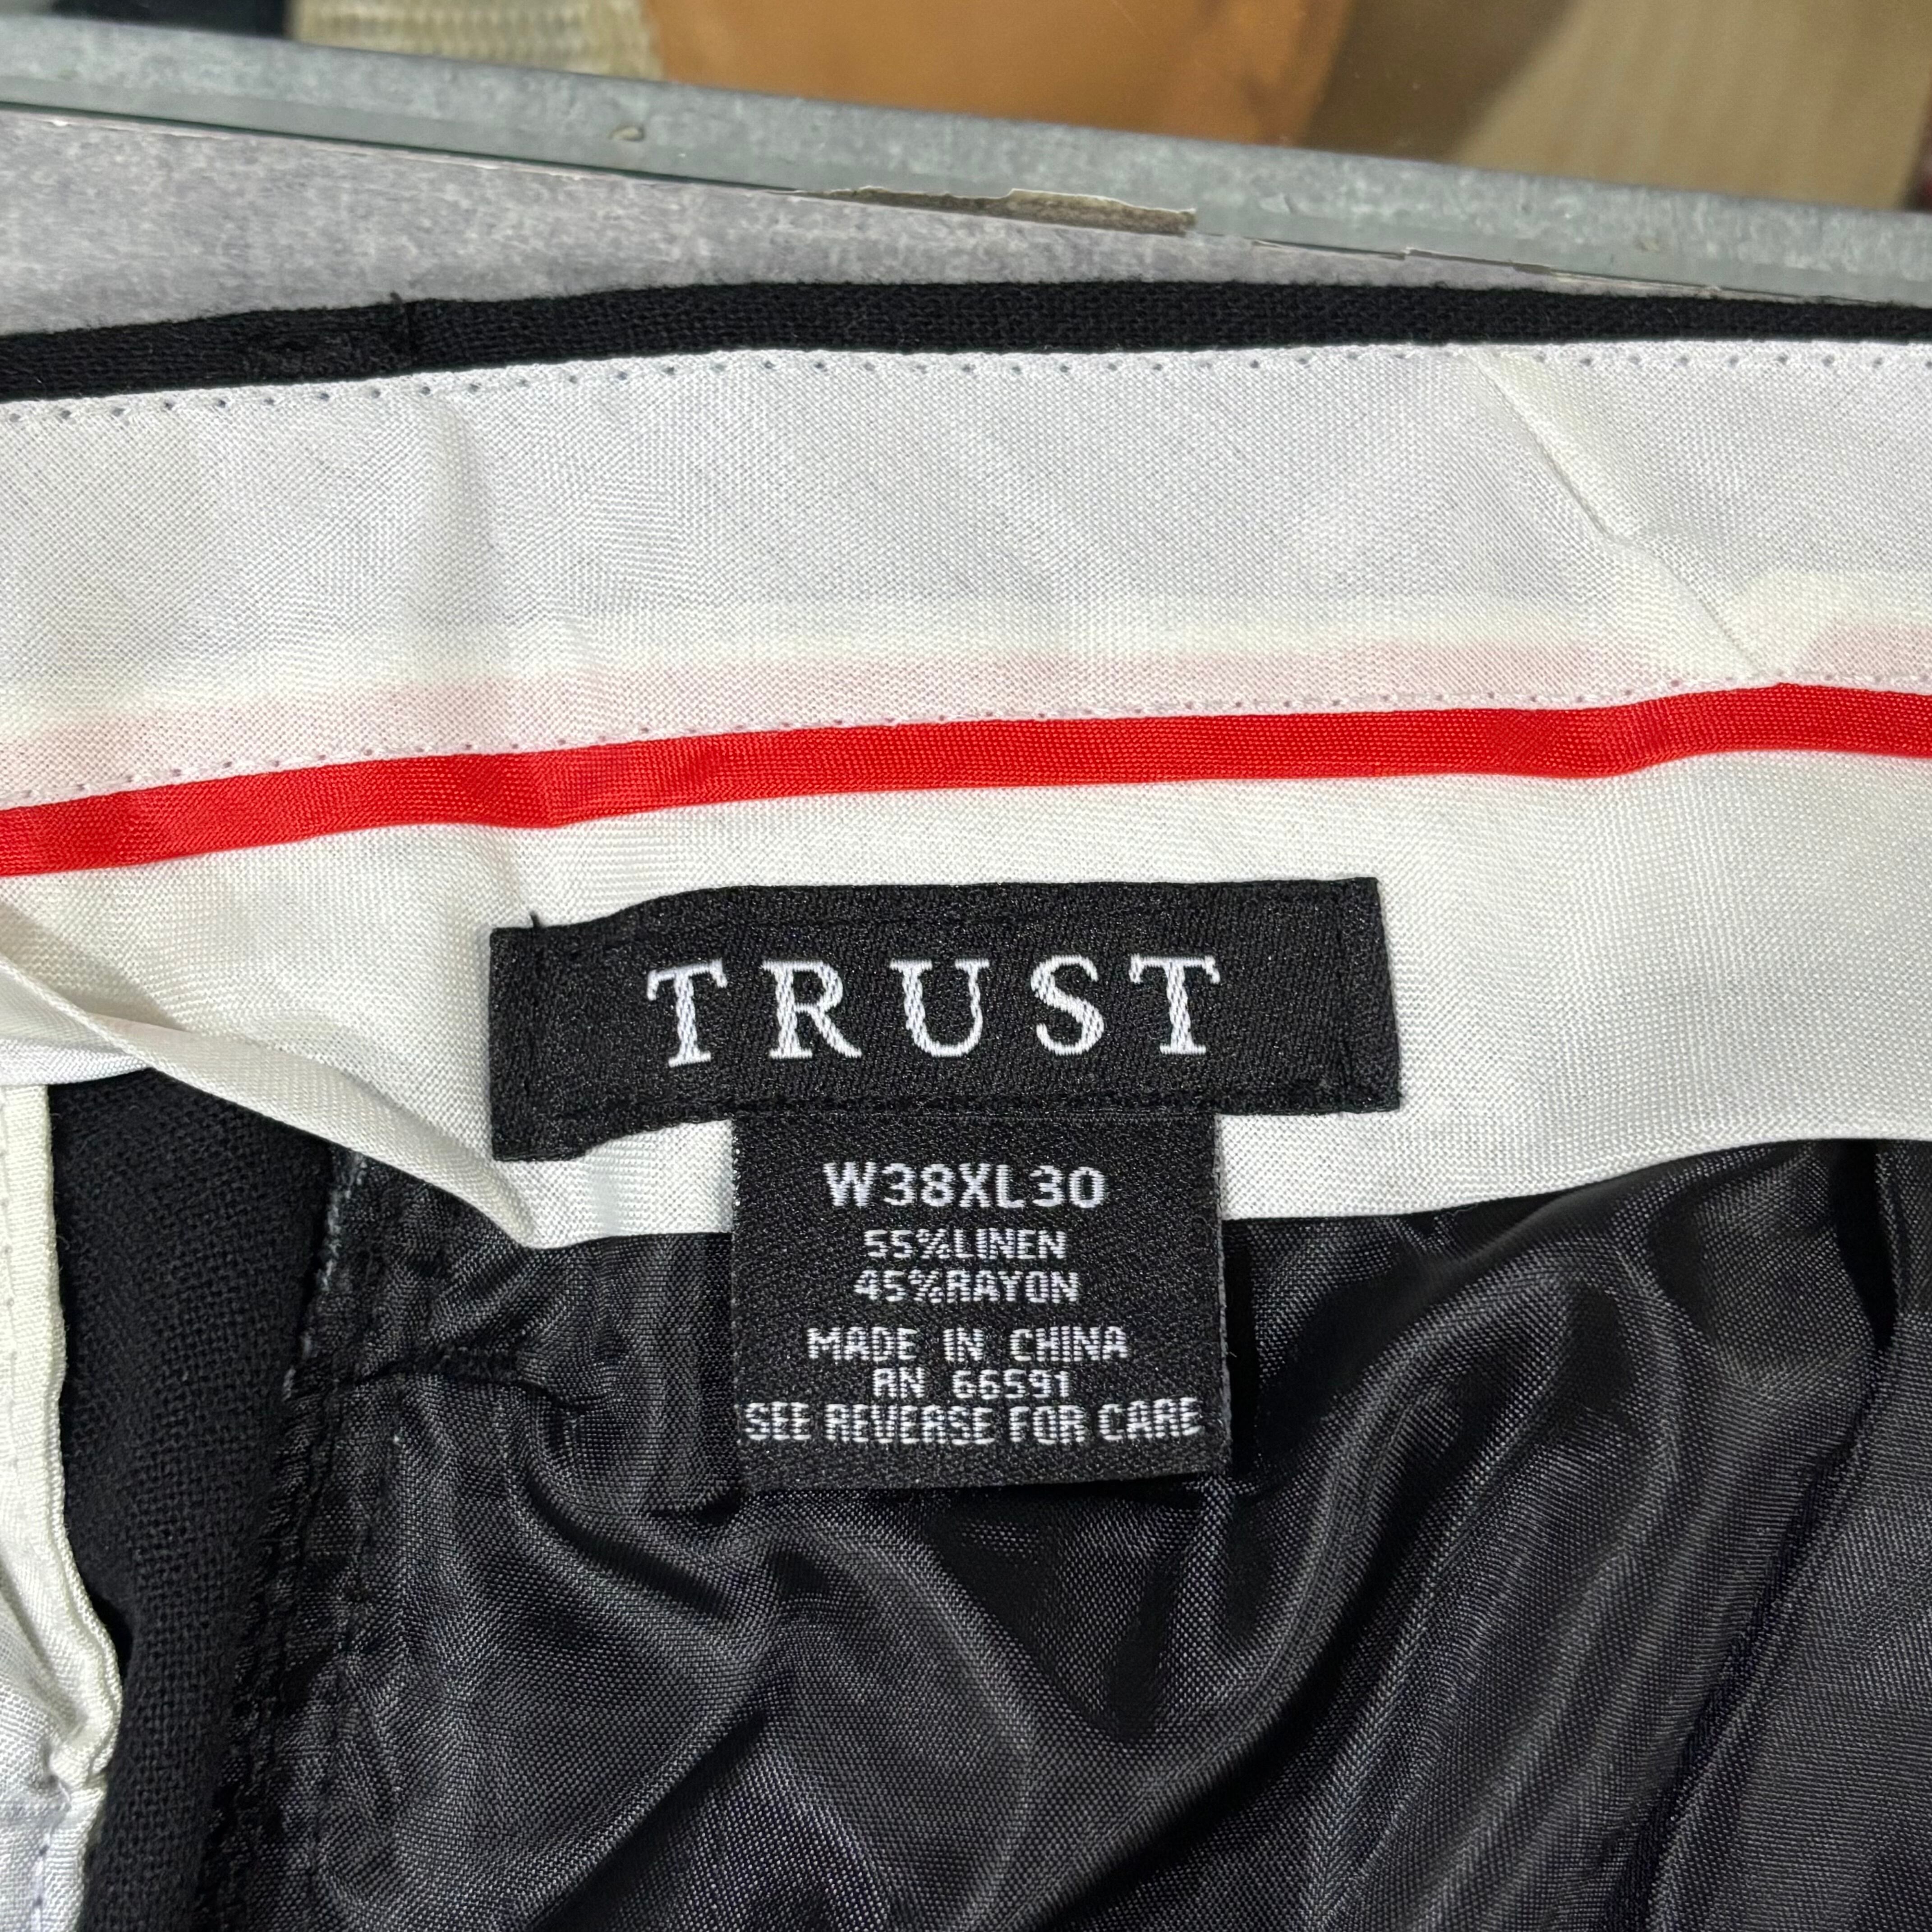 TRUST
W38XL30
55%LINEN
45%RAYON
MADE IN CHINA
RN 66591
SEE REVERSE FOR CARE